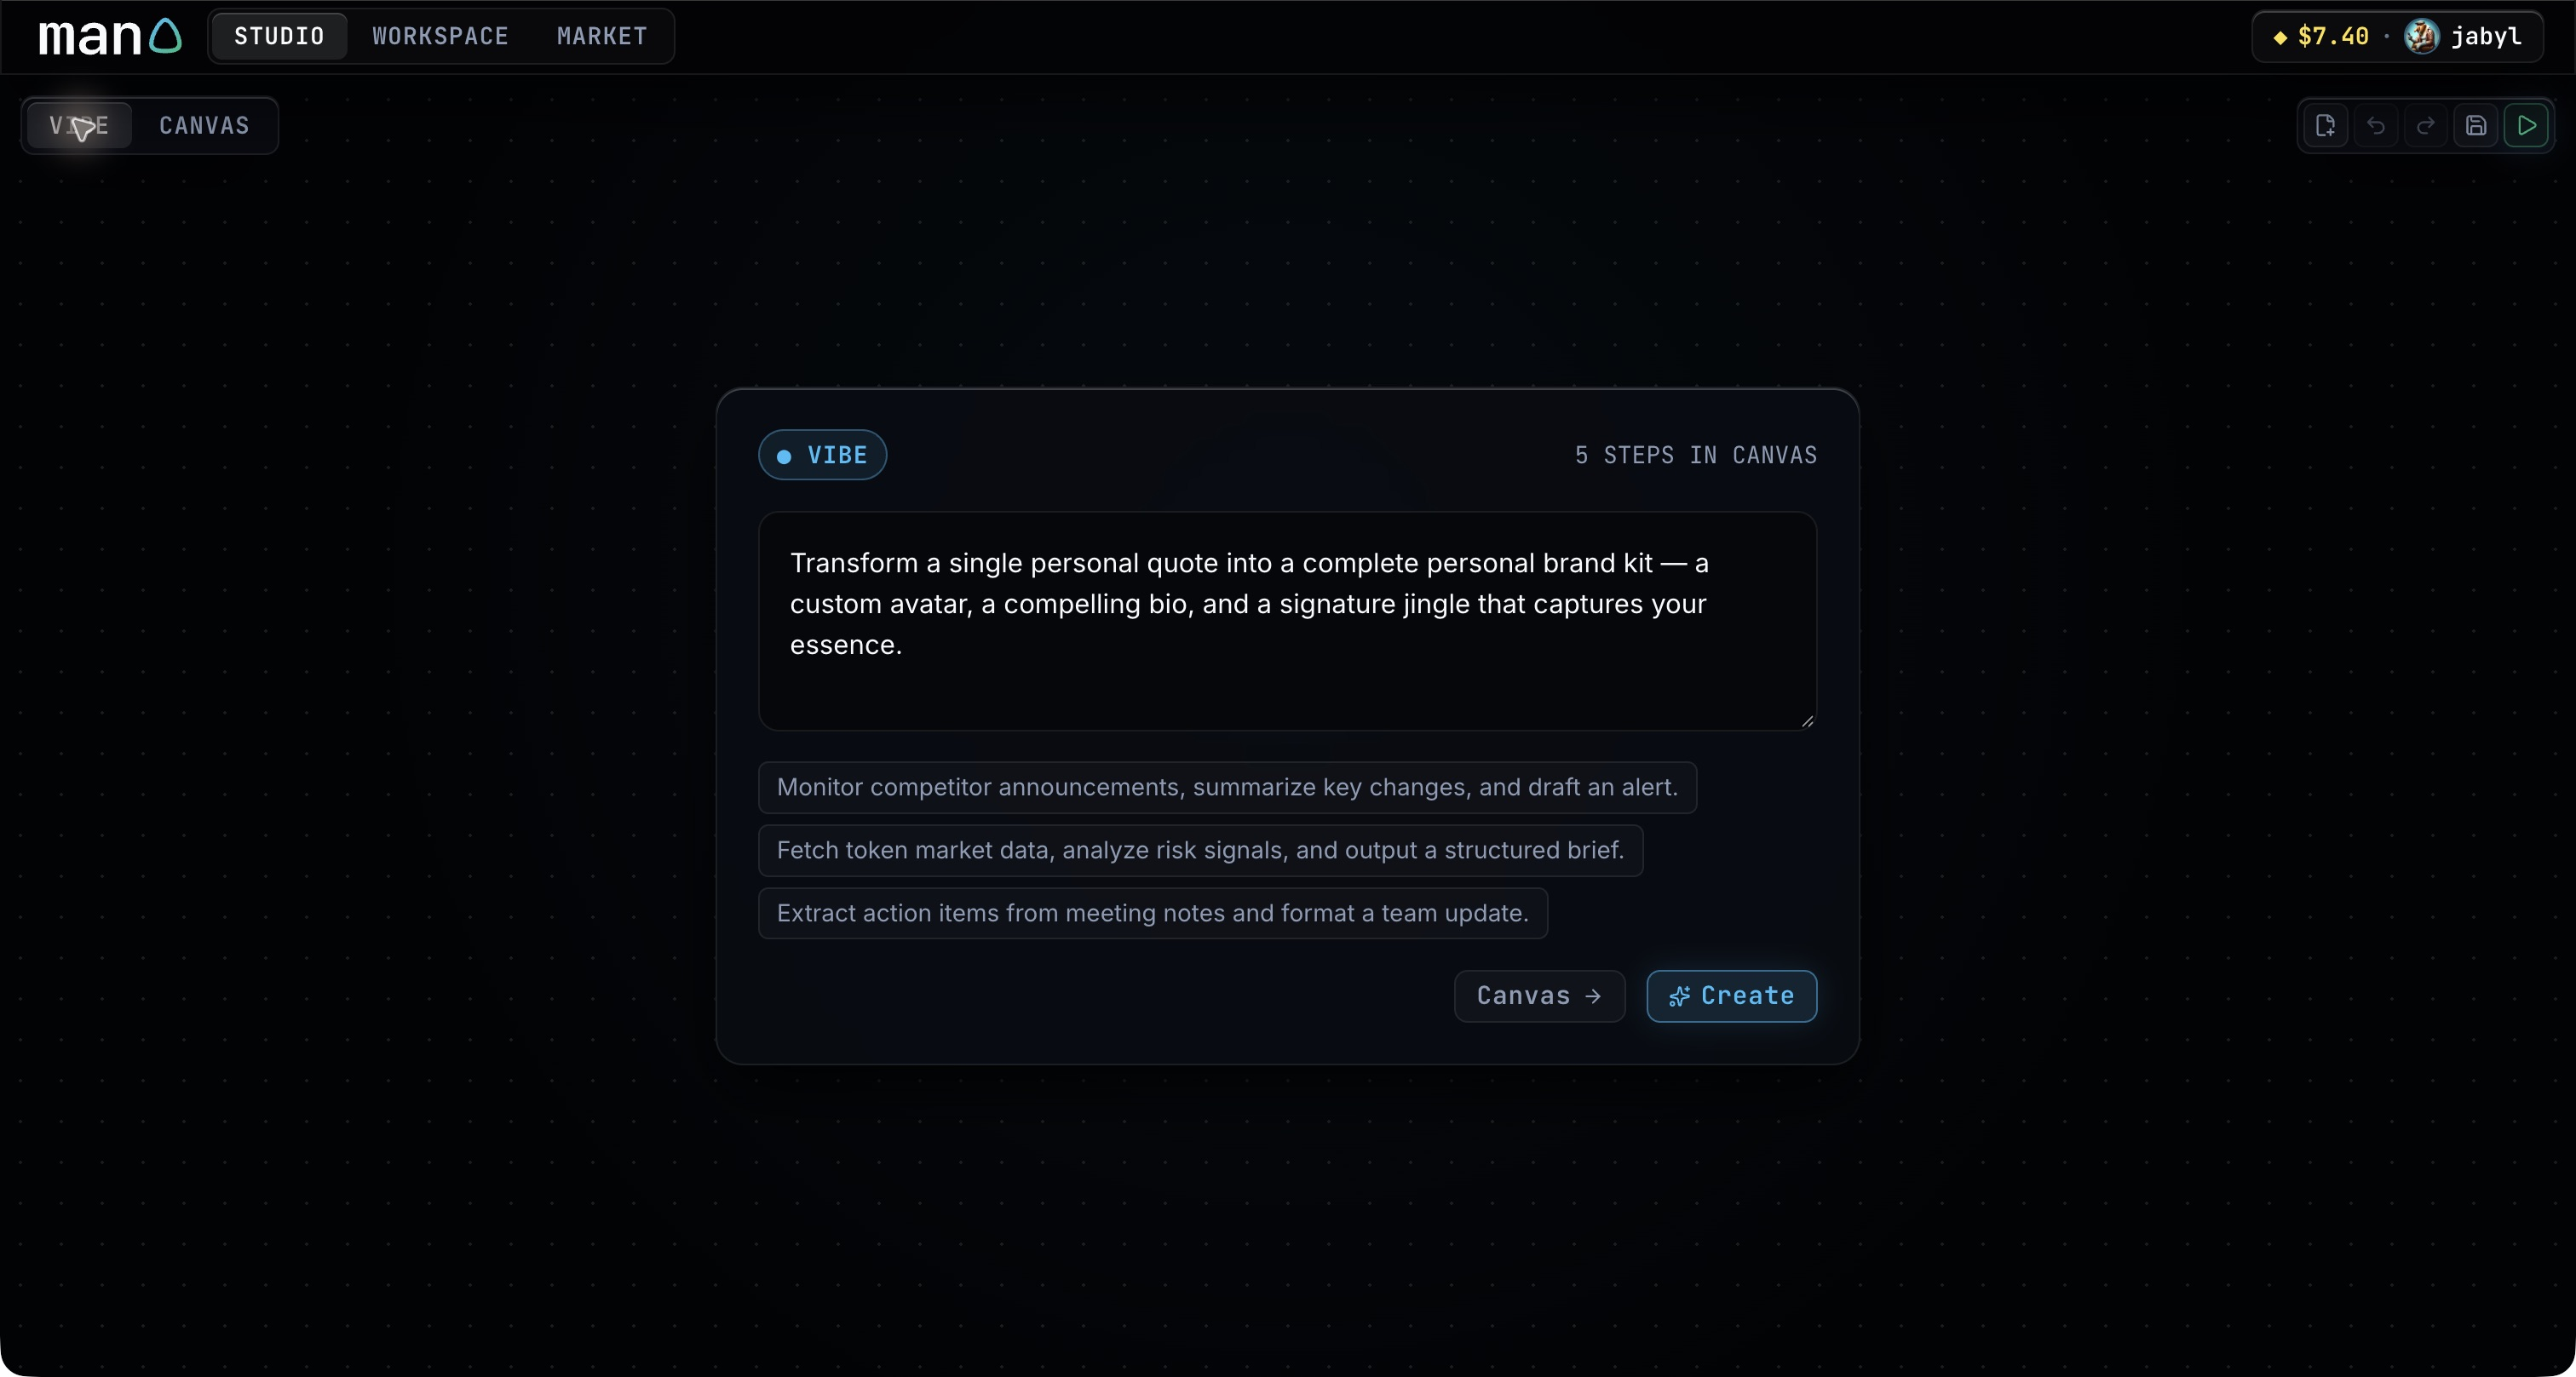 mano
STUDIO
WORKSPACE
MARKET
$7.40 · jabyl
VIBE
CANVAS
VIBE
5 STEPS IN CANVAS
Transform a single personal quote into a complete personal brand kit — a
custom avatar, a compelling bio, and a signature jingle that captures your
essence.
Monitor competitor announcements, summarize key changes, and draft an alert.
Fetch token market data, analyze risk signals, and output a structured brief.
Extract action items from meeting notes and format a team update.
Canvas →
Create